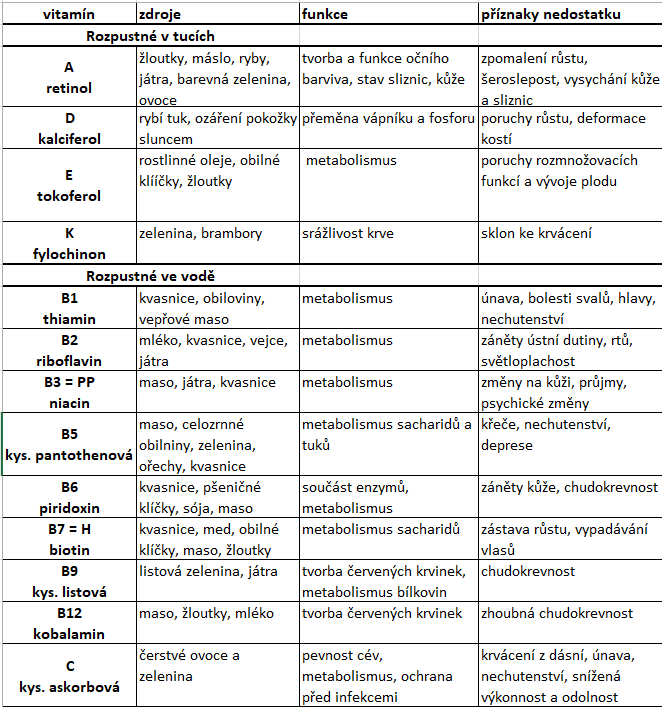 vitamín zdroje funkce příznaky nedostatku
Rozpustné v tucích
A
retinol
žloutky, máslo, ryby,
játra, barevná zelenina,
ovoce
tvorba a funkce očního
barviva, stav sliznic, kůže
zpomalení růstu,
šeroslepost, vysychání kůže
a sliznic
D
kalciferol
rybí tuk, ozáření pokožky
sluncem
přeměna vápníku a fosforu
poruchy růstu, deformace
kostí
E
tokoferol
rostlinné oleje, obilné
klííčky, žloutky
metabolismus
poruchy rozmnožovacích
funkcí a vývoje plodu
K
fylochinon
zelenina, brambory
srážlivost krve
sklon ke krvácení
Rozpustné ve vodě
B1
thiamin
kvasnice, obiloviny,
vepřové maso
metabolismus
únava, bolesti svalů, hlavy,
nechutenství
B2
riboflavin
mléko, kvasnice, vejce,
játra
metabolismus
záněty ústní dutiny, rtů,
světloplachost
B3 = PP
niacin
maso, játra, kvasnice
metabolismus
změny na kůži, průjmy,
psychické změny
B5
kys. pantothenová
maso, celozrnné
obilniny, zelenina,
ořechy, kvasnice
metabolismus sacharidů a
tuků
křeče, nechutenství,
deprese
B6
piridoxin
kvasnice, pšeničné
klíčky, sója, maso
součást enzymů,
metabolismus
záněty kůže, chudokrevnost
B7 = H
biotin
kvasnice, med, obilné
klíčky, maso, žloutky
metabolismus sacharidů
zástava růstu, vypadávání
vlasů
B9
kys. listová
listová zelenina, játra
tvorba červených krvinek,
metabolismus bílkovin
chudokrevnost
B12
kobalamin
maso, žloutky, mléko
tvorba červených krvinek
zhoubná chudokrevnost
C
kys. askorbová
čerstvé ovoce a
zelenina
pevnost cév,
metabolismus, ochrana
před infekcemi
krvácení z dásní, únava,
nechutenství, snížená
výkonnost a odolnost